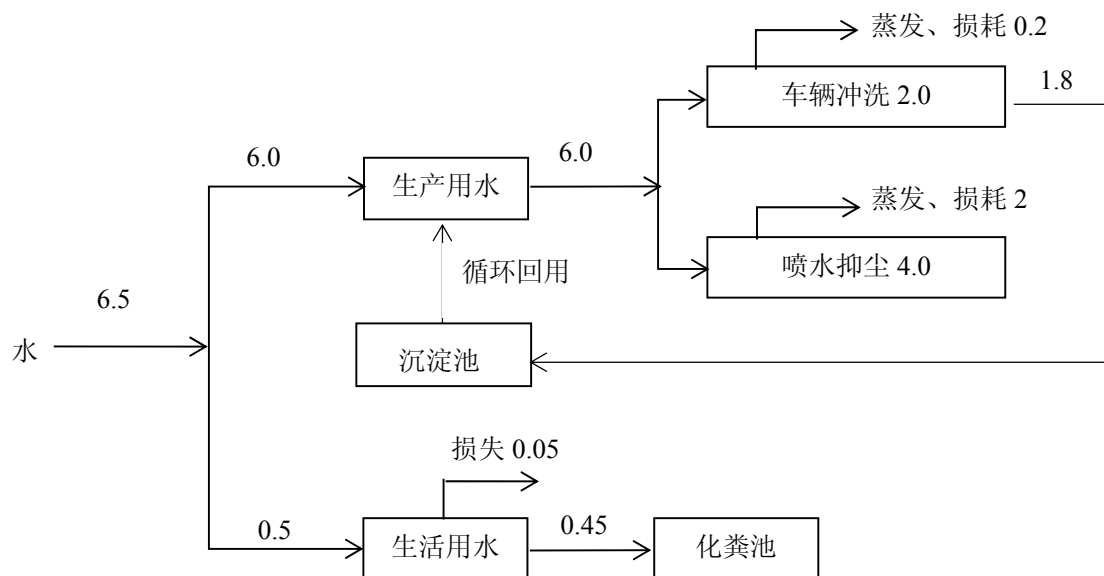 蒸发、损耗 0.2
车辆冲洗 2.0
1.8
6.0
生产用水
6.0
蒸发、损耗 2
循环回用
喷水抑尘 4.0
6.5
水
沉淀池
损失 0.05
0.5
生活用水
0.45
化粪池